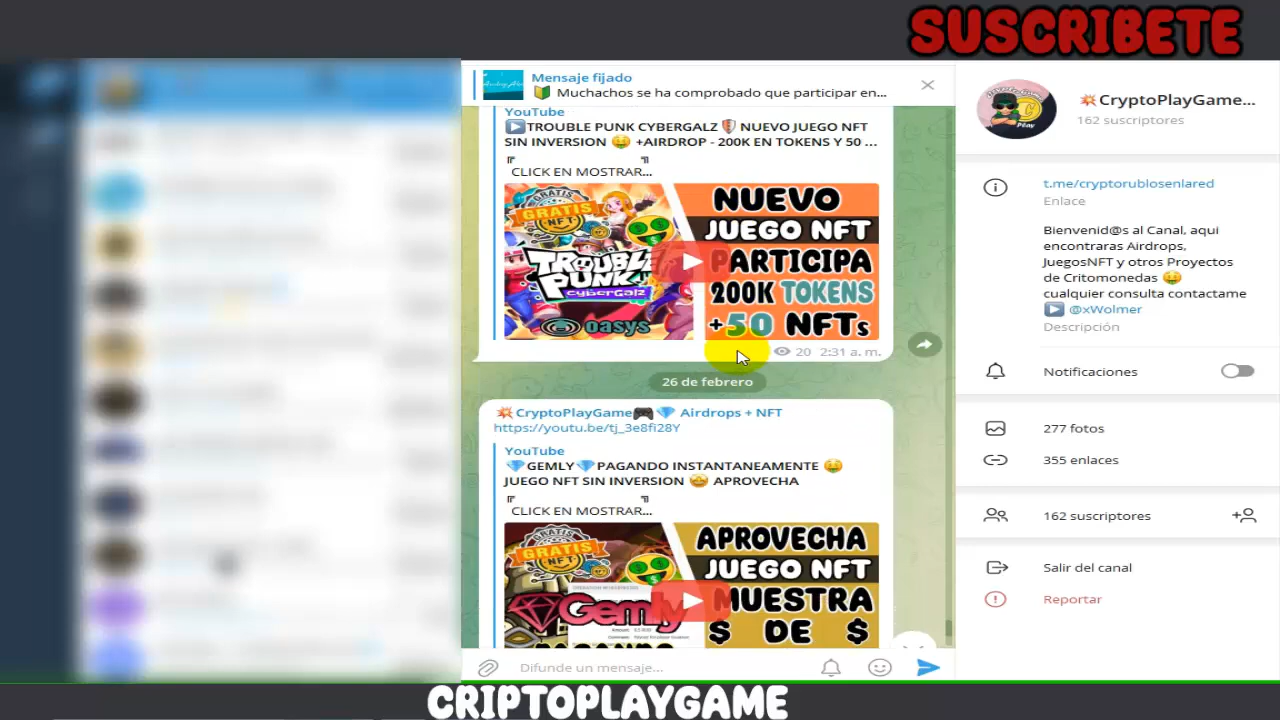 SUSCRIBETE
Mensaje fijado
🔰 Muchachos se ha comprobado que participar en...
YouTube
▶️TROUBLE PUNK CYBERGALZ 🛡️ NUEVO JUEGO NFT
SIN INVERSION 🤑 +AIRDROP - 200K EN TOKENS Y 50 ...
╔ ╗
CLICK EN MOSTRAR...
GRATIS
NFT
TROUBLE
PUNK
CYBERGALZ
oasys
NUEVO
JUEGO NFT
PARTICIPA
200K TOKENS
+50 NFTs
20 2:31 a. m.
26 de febrero
💥CryptoPlayGame🎮💎 Airdrops + NFT
https://youtu.be/tj_3e8fi28Y
YouTube
💎GEMLY💎PAGANDO INSTANTANEAMENTE 🤑
JUEGO NFT SIN INVERSION 🤩 APROVECHA
╔ ╗
CLICK EN MOSTRAR...
GRATIS
NFT
Gemly
APROVECHA
JUEGO NFT
MUESTRA
$ DE $
Difunde un mensaje...
💥CryptoPlayGame...
162 suscriptores
t.me/cryptorublosenlared
Enlace
Bienvenid@s al Canal, aqui
encontraras Airdrops,
JuegosNFT y otros Proyectos
de Critomonedas 🤑
cualquier consulta contactame
▶️ @xWolmer
Descripción
Notificaciones
277 fotos
355 enlaces
162 suscriptores
Salir del canal
Reportar
CRIPTOPLAYGAME